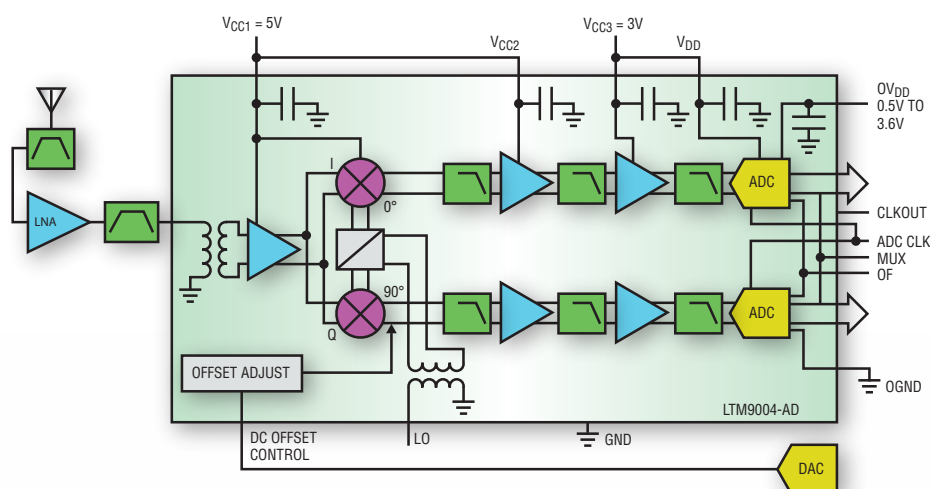 VCC1 = 5V
VCC2
VCC3 = 3V
VDD
OVDD
0.5V TO
3.6V
I
0°
ADC
LNA
CLKOUT
ADC CLK
MUX
OF
90°
Q
ADC
OFFSET ADJUST
OGND
LTM9004-AD
DC OFFSET
CONTROL
LO
GND
DAC